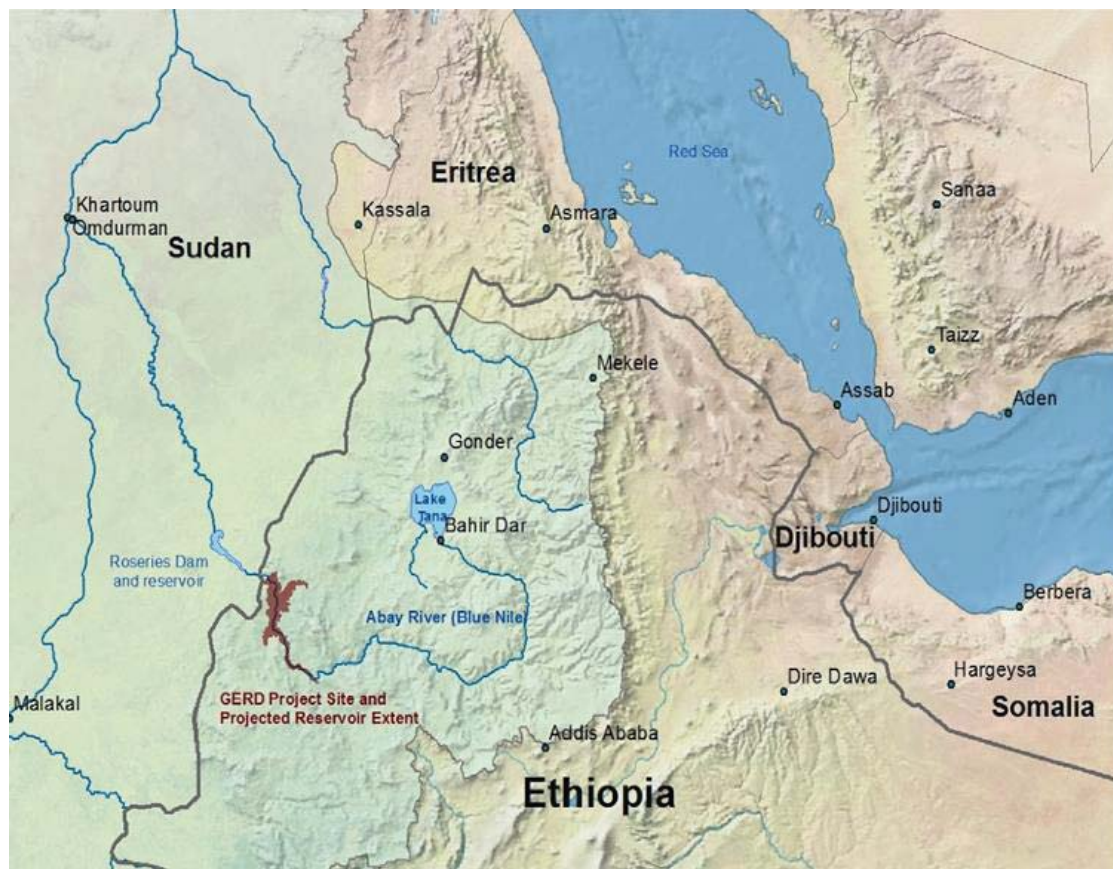 Red Sea
Eritrea
Sanaa
Khartoum
Omdurman
Kassala
Asmara
Sudan
Taizz
Mekele
Assab
Aden
Gonder
Lake
Tana
Bahir Dar
Djibouti
Djibouti
Roseries Dam
and reservoir
Berbera
Abay River (Blue Nile)
Dire Dawa
Hargeysa
GERD Project Site and
Projected Reservoir Extent
Malakal
Somalia
Addis Ababa
Ethiopia